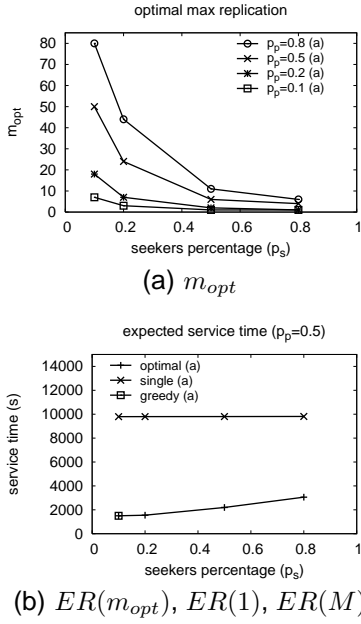 optimal max replication
80
70
60
50
40
30
20
10
0
m_opt
p_p=0.8 (a)
p_p=0.5 (a)
p_p=0.2 (a)
p_p=0.1 (a)
0 0.2 0.4 0.6 0.8 1
seekers percentage (p_s)
(a) m_opt
expected service time (p_p=0.5)
14000
12000
10000
8000
6000
4000
2000
0
service time (s)
optimal (a)
single (a)
greedy (a)
0 0.2 0.4 0.6 0.8 1
seekers percentage (p_s)
(b) ER(m_opt), ER(1), ER(M)